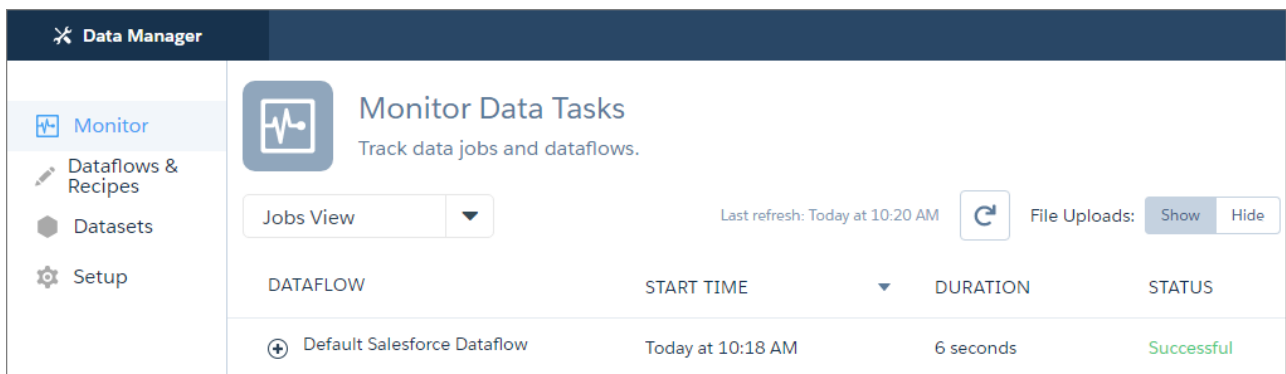 Data Manager
Monitor
Dataflows &
Recipes
Datasets
Setup
Monitor Data Tasks
Track data jobs and dataflows.
Jobs View
Last refresh: Today at 10:20 AM
File Uploads: Show Hide
DATAFLOW START TIME DURATION STATUS
Default Salesforce Dataflow Today at 10:18 AM 6 seconds Successful